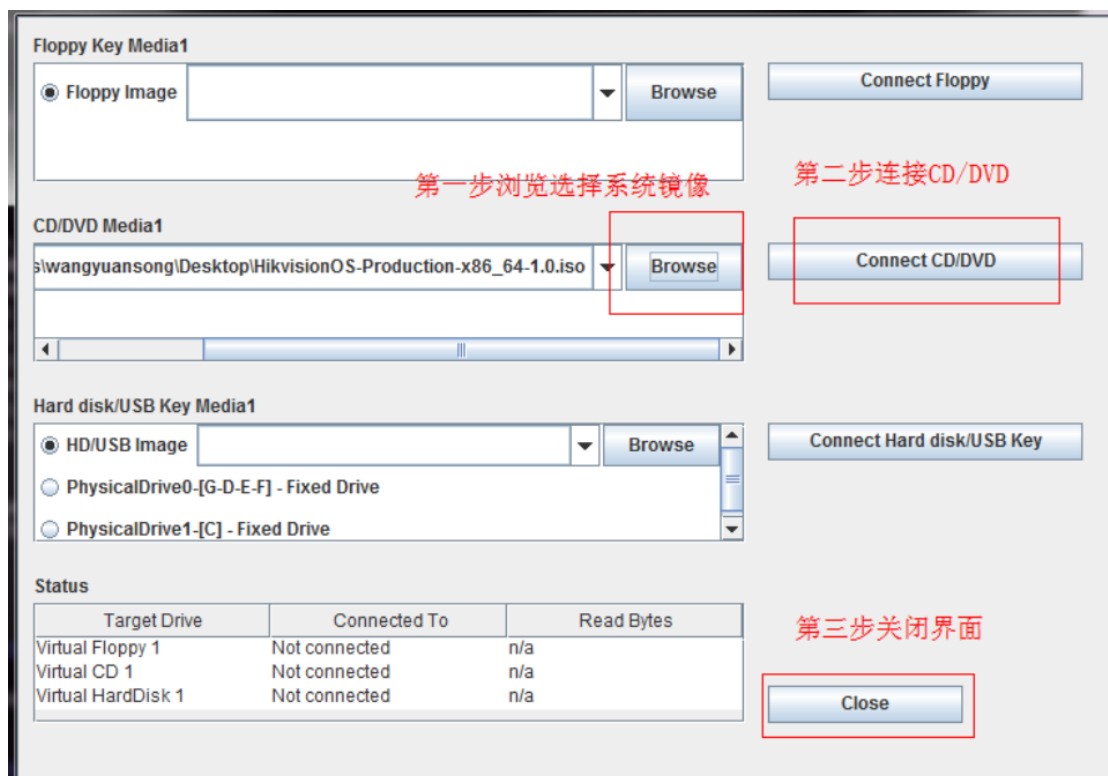 Floppy Key Media1
Floppy Image
Browse
Connect Floppy
第一步浏览选择系统镜像
第二步连接CD/DVD
CD/DVD Media1
s\wangyuansong\Desktop\HikvisionOS-Production-x86_64-1.0.iso
Browse
Connect CD/DVD
Hard disk/USB Key Media1
HD/USB Image
Browse
Connect Hard disk/USB Key
PhysicalDrive0-[G-D-E-F] - Fixed Drive
PhysicalDrive1-[C] - Fixed Drive
Status
Target Drive Connected To Read Bytes
Virtual Floppy 1 Not connected n/a
Virtual CD 1 Not connected n/a
Virtual HardDisk 1 Not connected n/a
第三步关闭界面
Close